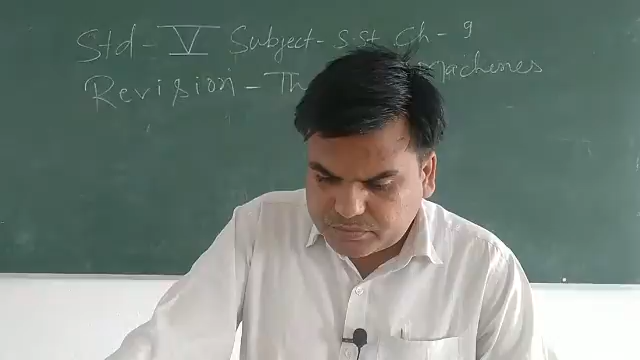 Std - V Subject - S.St Ch - 9
Revision - Th machines